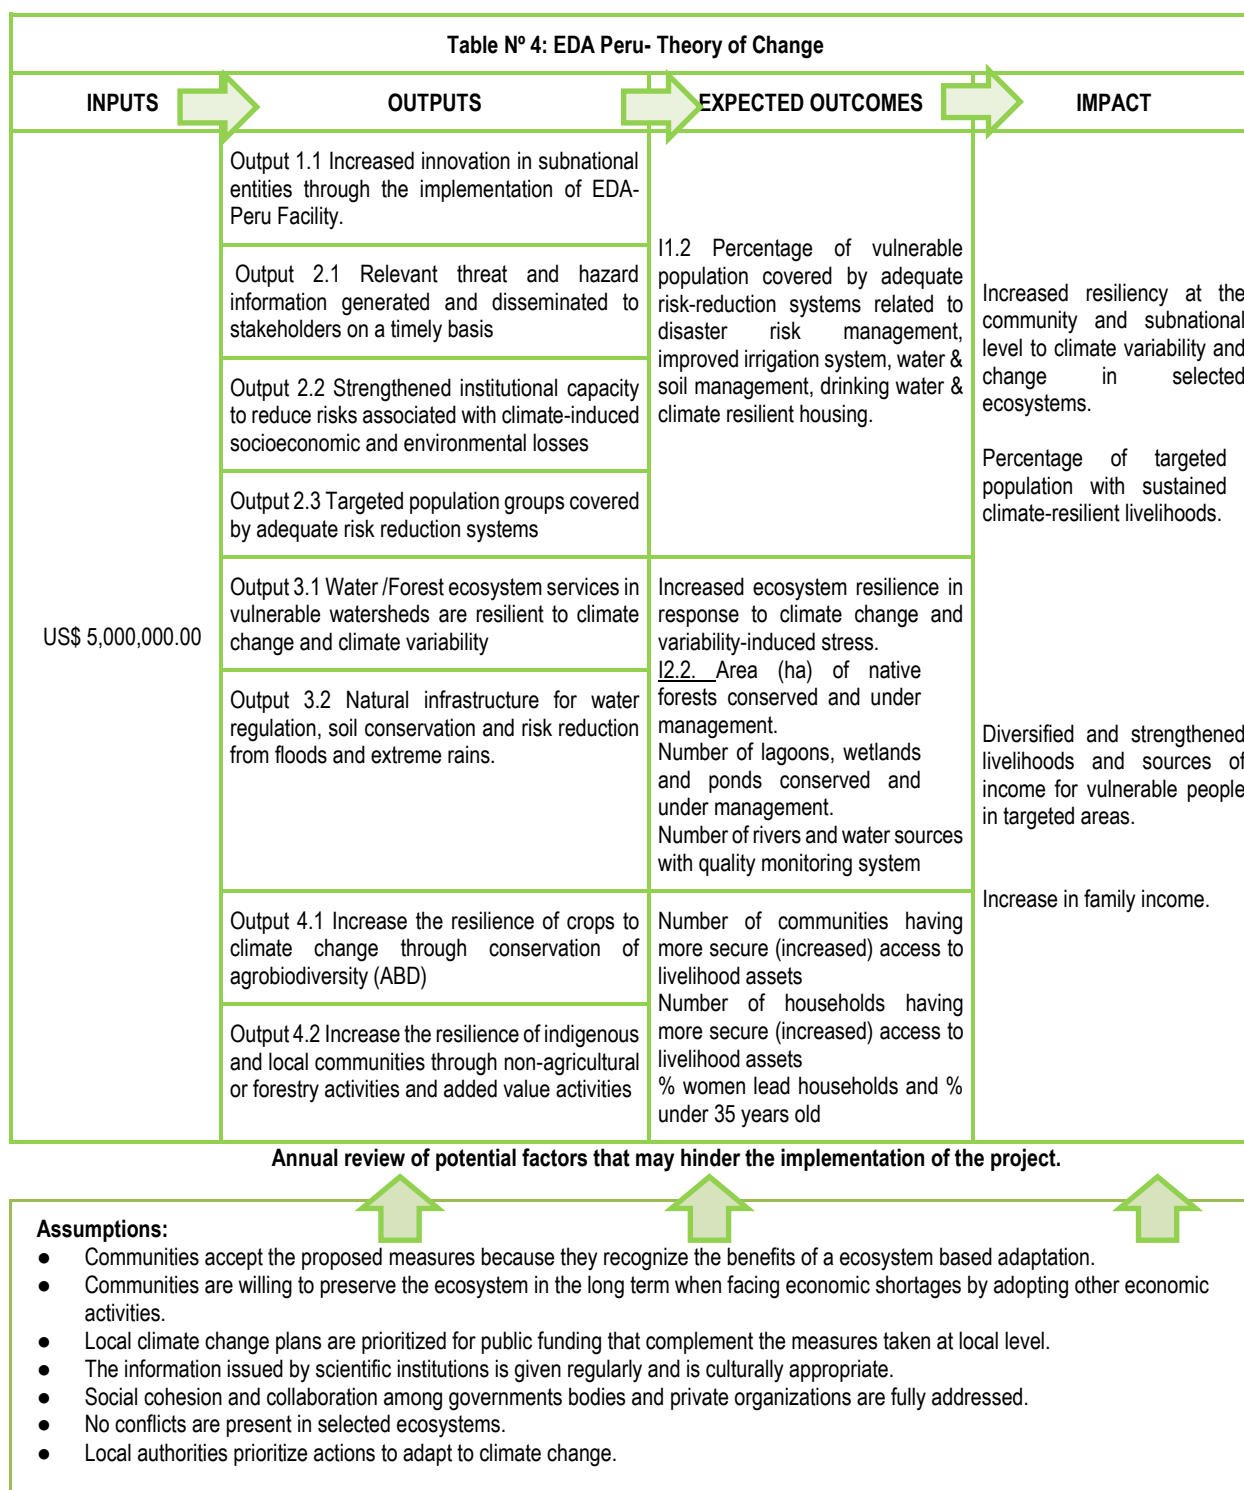 Table Nº 4: EDA Peru- Theory of Change
INPUTS
OUTPUTS
EXPECTED OUTCOMES
IMPACT
US$ 5,000,000.00
Output 1.1 Increased innovation in subnational
entities through the implementation of EDA-
Peru Facility.
Output 2.1 Relevant threat and hazard
information generated and disseminated to
stakeholders on a timely basis
Output 2.2 Strengthened institutional capacity
to reduce risks associated with climate-induced
socioeconomic and environmental losses
Output 2.3 Targeted population groups covered
by adequate risk reduction systems
Output 3.1 Water /Forest ecosystem services in
vulnerable watersheds are resilient to climate
change and climate variability
Output 3.2 Natural infrastructure for water
regulation, soil conservation and risk reduction
from floods and extreme rains.
Output 4.1 Increase the resilience of crops to
climate change through conservation of
agrobiodiversity (ABD)
Output 4.2 Increase the resilience of indigenous
and local communities through non-agricultural
or forestry activities and added value activities
I1.2 Percentage of vulnerable
population covered by adequate
risk-reduction systems related to
disaster risk management,
improved irrigation system, water &
soil management, drinking water &
climate resilient housing.
Increased ecosystem resilience in
response to climate change and
variability-induced stress.
I2.2. Area (ha) of native
forests conserved and under
management.
Number of lagoons, wetlands
and ponds conserved and
under management.
Number of rivers and water sources
with quality monitoring system
Number of communities having
more secure (increased) access to
livelihood assets
Number of households having
more secure (increased) access to
livelihood assets
% women lead households and %
under 35 years old
Increased resiliency at the
community and subnational
level to climate variability and
change in selected
ecosystems.
Percentage of targeted
population with sustained
climate-resilient livelihoods.
Diversified and strengthened
livelihoods and sources of
income for vulnerable people
in targeted areas.
Increase in family income.
Annual review of potential factors that may hinder the implementation of the project.
Assumptions:
● Communities accept the proposed measures because they recognize the benefits of a ecosystem based adaptation.
● Communities are willing to preserve the ecosystem in the long term when facing economic shortages by adopting other economic
activities.
● Local climate change plans are prioritized for public funding that complement the measures taken at local level.
● The information issued by scientific institutions is given regularly and is culturally appropriate.
● Social cohesion and collaboration among governments bodies and private organizations are fully addressed.
● No conflicts are present in selected ecosystems.
● Local authorities prioritize actions to adapt to climate change.